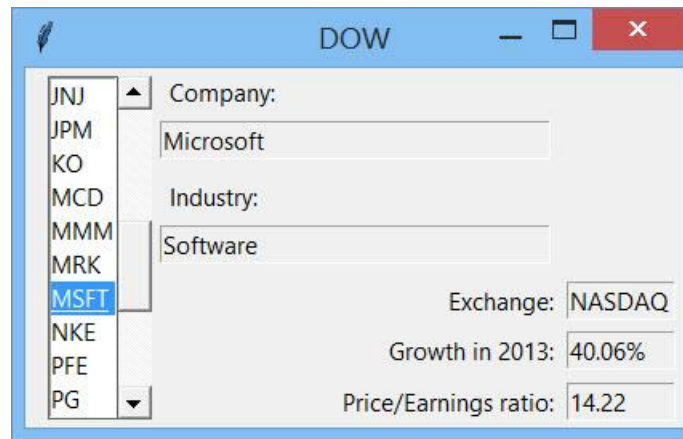 DOW
JNJ
JPM
KO
MCD
MMM
MRK
MSFT
NKE
PFE
PG
Company:
Microsoft
Industry:
Software
Exchange: NASDAQ
Growth in 2013: 40.06%
Price/Earnings ratio: 14.22